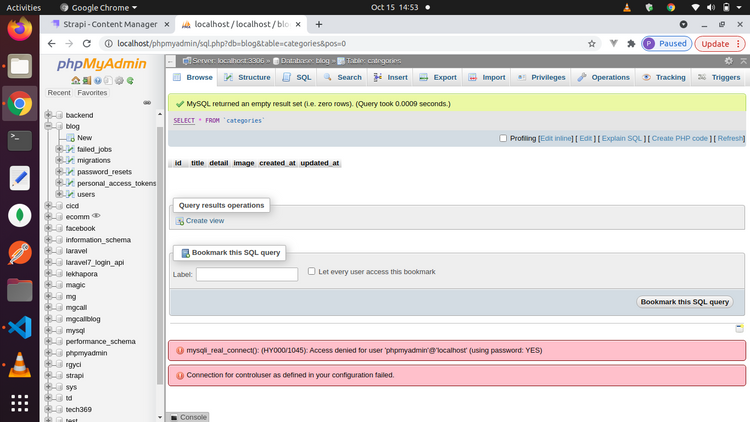 Activities
Google Chrome
Oct 15 14:53
Strapi - Content Manager
localhost / localhost / blo
localhost/phpmyadmin/sql.php?db=blog&table=categories&pos=0
P Paused
Update
phpMyAdmin
Recent Favorites
backend
blog
New
failed_jobs
migrations
password_resets
personal_access_tokens
users
cicd
ecomm
facebook
information_schema
laravel
laravel7_login_api
lekhapora
magic
mg
mgcall
mgcallblog
mysql
performance_schema
phpmyadmin
rgyci
strapi
sys
td
tech369
test
Server: localhost:3306 » Database: blog » Table: categories
Browse Structure SQL Search Insert Export Import Privileges Operations Tracking Triggers
MySQL returned an empty result set (i.e. zero rows). (Query took 0.0009 seconds.)
SELECT * FROM `categories`
Profiling [Edit inline] [ Edit ] [ Explain SQL ] [ Create PHP code ] [ Refresh]
id title detail image created_at updated_at
Query results operations
Create view
Bookmark this SQL query
Label:
Let every user access this bookmark
Bookmark this SQL query
mysqli_real_connect(): (HY000/1045): Access denied for user 'phpmyadmin'@'localhost' (using password: YES)
Connection for controluser as defined in your configuration failed.
Console